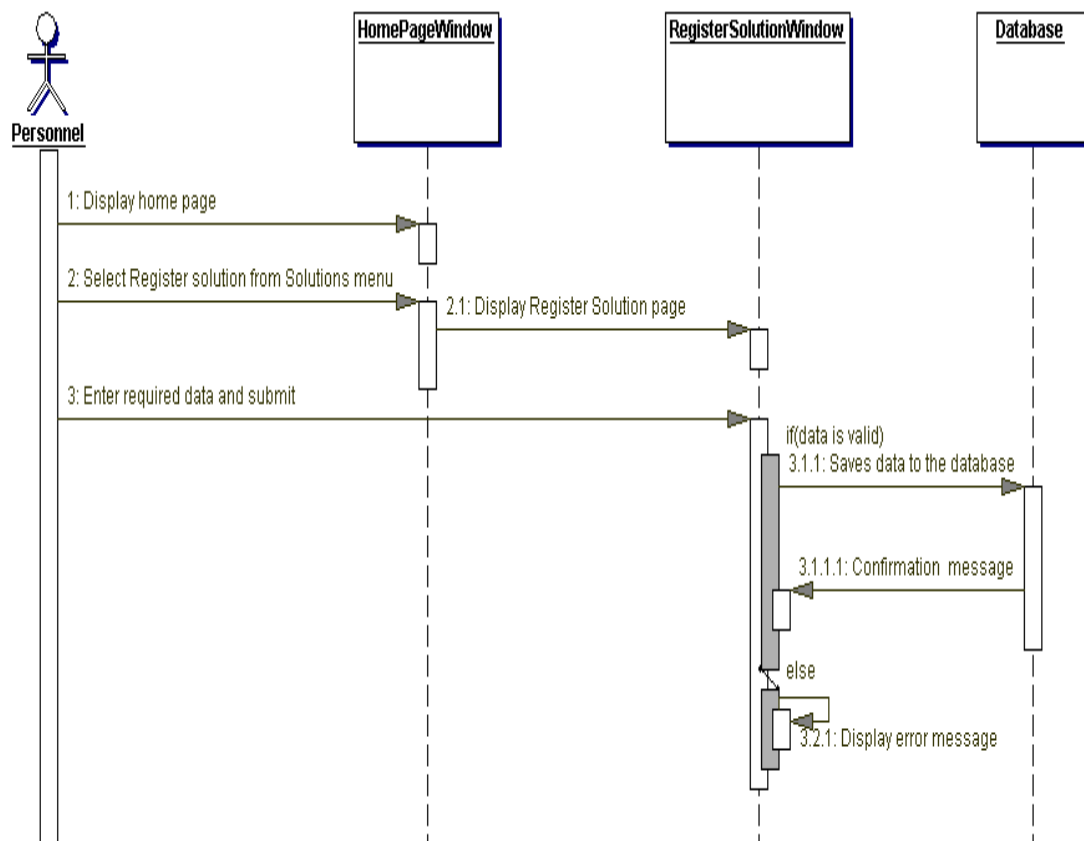 HomePageWindow
RegisterSolutionWindow
Database
Personnel
1: Display home page
2: Select Register solution from Solutions menu
2.1: Display Register Solution page
3: Enter required data and submit
if(data is valid)
3.1.1: Saves data to the database
3.1.1.1: Confirmation  message
else
3.2.1: Display error message